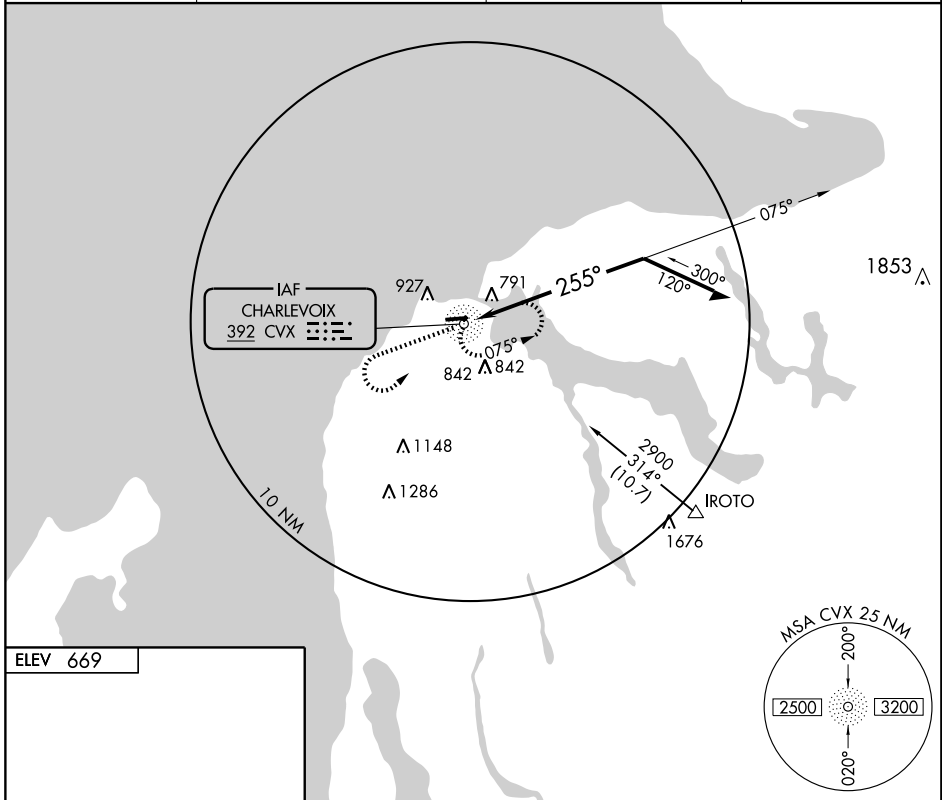 075°
1853
300°
120°
255°
IAF
CHARLEVOIX
392 CVX
927
791
075°
842
842
1148
1286
2900
314°
(10.7)
IROTO
1676
10 NM
ELEV 669
MSA CVX 25 NM
200°
2500
3200
020°